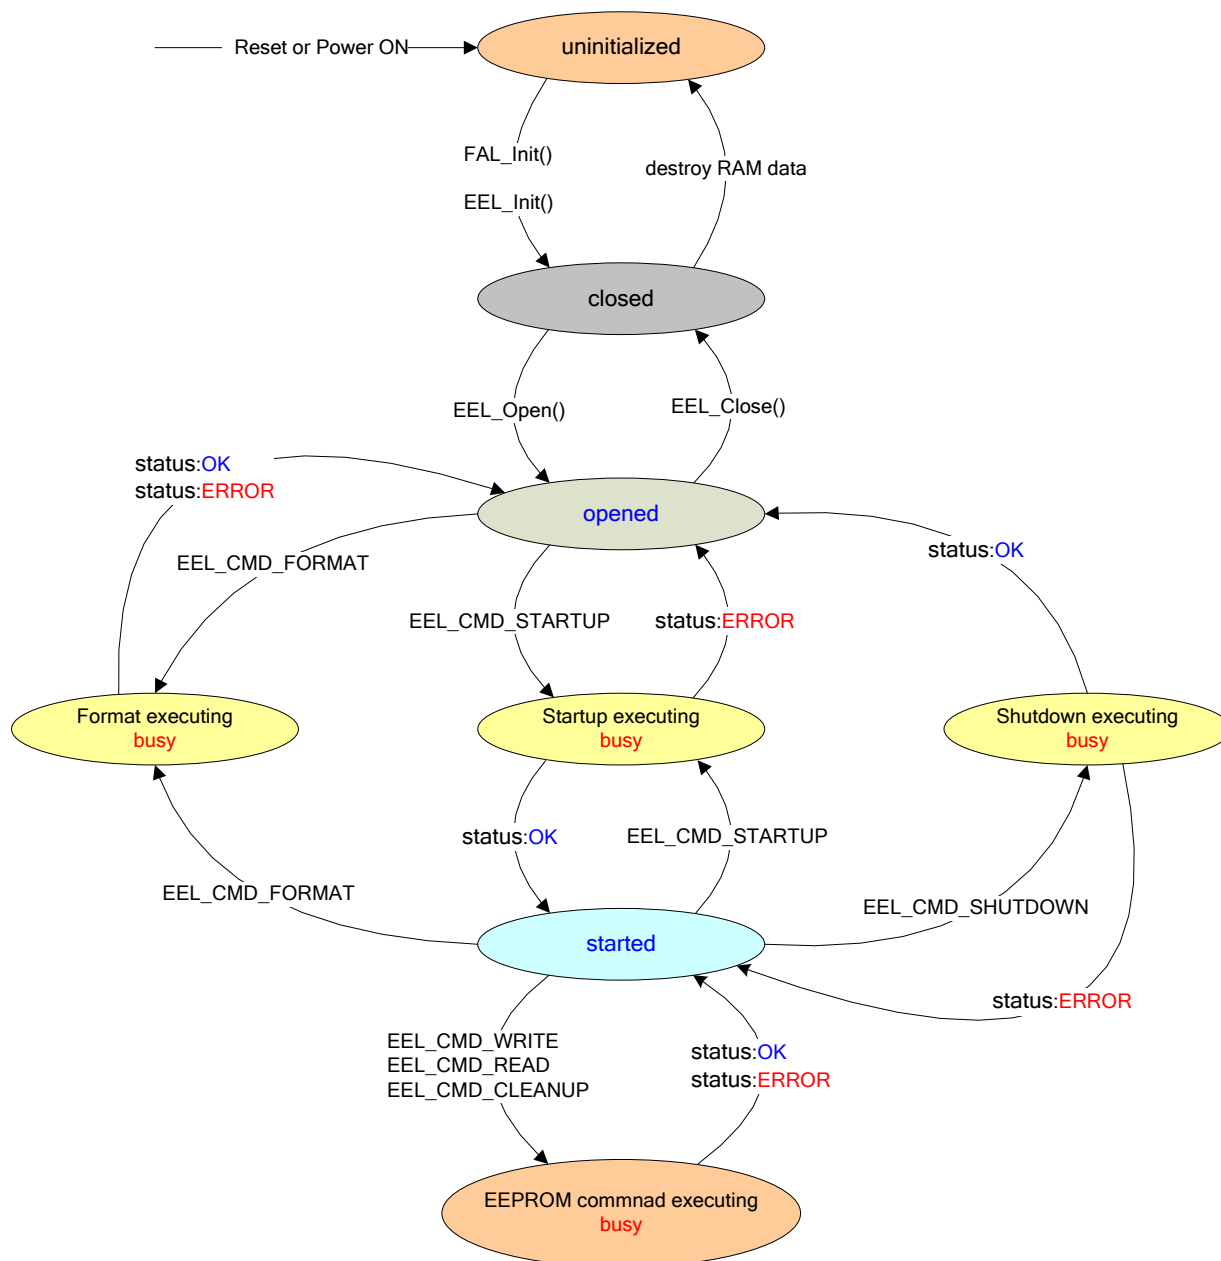 Reset or Power ON
uninitialized
FAL_Init()
destroy RAM data
EEL_Init()
closed
EEL_Open()
EEL_Close()
status:OK
status:ERROR
opened
status:OK
EEL_CMD_FORMAT
EEL_CMD_STARTUP
status:ERROR
Format executing
busy
Startup executing
busy
Shutdown executing
busy
status:OK
EEL_CMD_STARTUP
EEL_CMD_FORMAT
EEL_CMD_SHUTDOWN
started
status:ERROR
EEL_CMD_WRITE
EEL_CMD_READ
EEL_CMD_CLEANUP
status:OK
status:ERROR
EEPROM commnad executing
busy